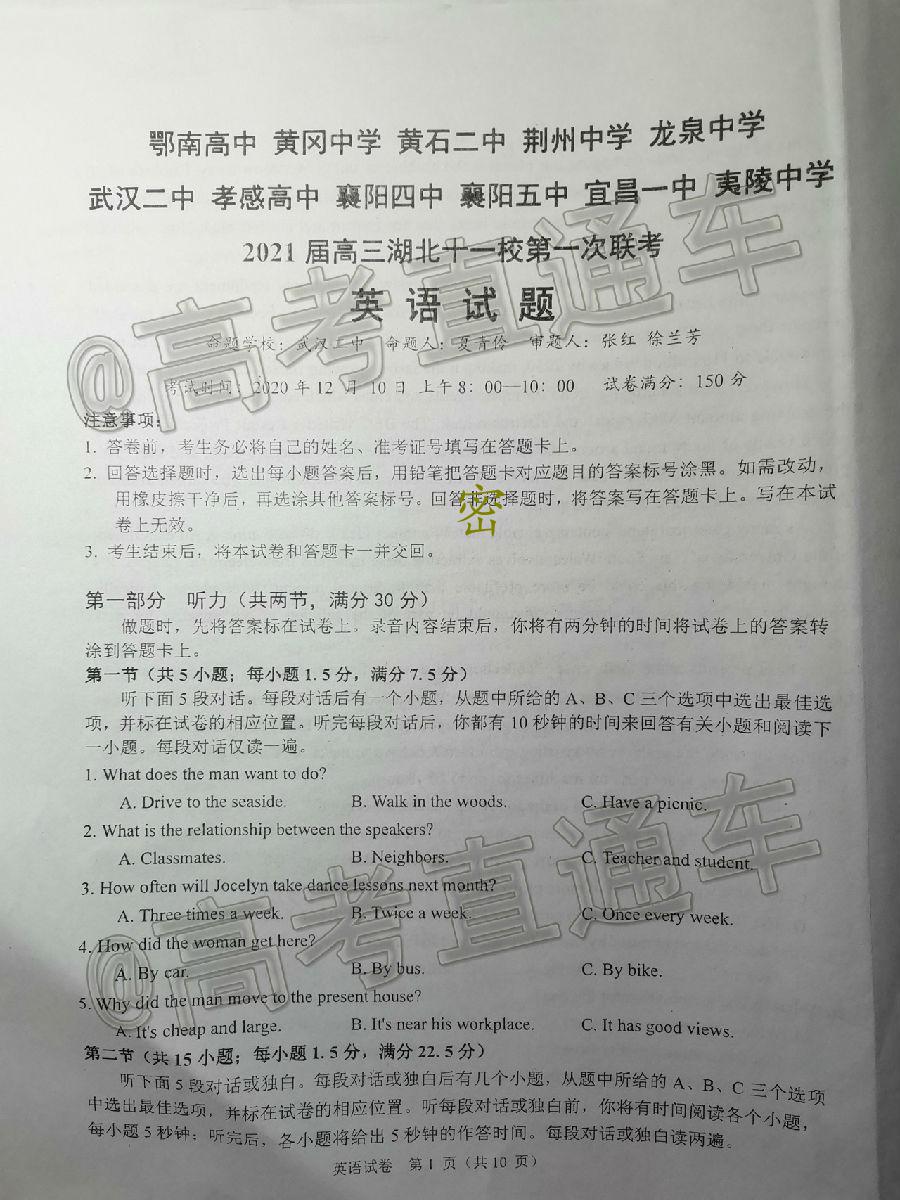 鄂南高中 黄冈中学 黄石二中 荆州中学 龙泉中学
武汉二中 孝感高中 襄阳四中 襄阳五中 宜昌一中 夷陵中学
2021届高三湖北十一校第一次联考
英 语 试 题
命题学校：武汉二中 命题人：夏青伶 审题人：张红 徐兰芳
考试时间：2020年12月10日上午8：00—10：00 试卷满分：150分
注意事项：
1. 答卷前，考生务必将自己的姓名、准考证号填写在答题卡上。
2. 回答选择题时，选出每小题答案后，用铅笔把答题卡对应题目的答案标号涂黑。如需改动，
用橡皮擦干净后，再选涂其他答案标号。回答非选择题时，将答案写在答题卡上。写在本试
卷上无效。
密
3. 考生结束后，将本试卷和答题卡一并交回。
第一部分 听力（共两节，满分30分）
做题时，先将答案标在试卷上。录音内容结束后，你将有两分钟的时间将试卷上的答案转
涂到答题卡上。
第一节（共5小题；每小题1.5分，满分7.5分）
听下面5段对话。每段对话后有一个小题，从题中所给的A、B、C三个选项中选出最佳选
项，并标在试卷的相应位置。听完每段对话后，你都有10秒钟的时间来回答有关小题和阅读下
一小题。每段对话仅读一遍。
1. What does the man want to do?
A. Drive to the seaside. B. Walk in the woods. C. Have a picnic.
2. What is the relationship between the speakers?
A. Classmates. B. Neighbors. C. Teacher and student.
3. How often will Jocelyn take dance lessons next month?
A. Three times a week. B. Twice a week. C. Once every week.
4. How did the woman get here?
A. By car. B. By bus. C. By bike.
5. Why did the man move to the present house?
A. It's cheap and large. B. It's near his workplace. C. It has good views.
第二节（共15小题；每小题1.5分，满分22.5分）
听下面5段对话或独白。每段对话或独白后有几个小题，从题中所给的A、B、C三个选项
中选出最佳选项，并标在试卷的相应位置。听每段对话或独白前，你将有时间阅读各个小题，
每小题5秒钟；听完后，各小题将给出5秒钟的作答时间。每段对话或独白读两遍。
英语试卷 第1页（共10页）
@高考直通车
@高考直通车